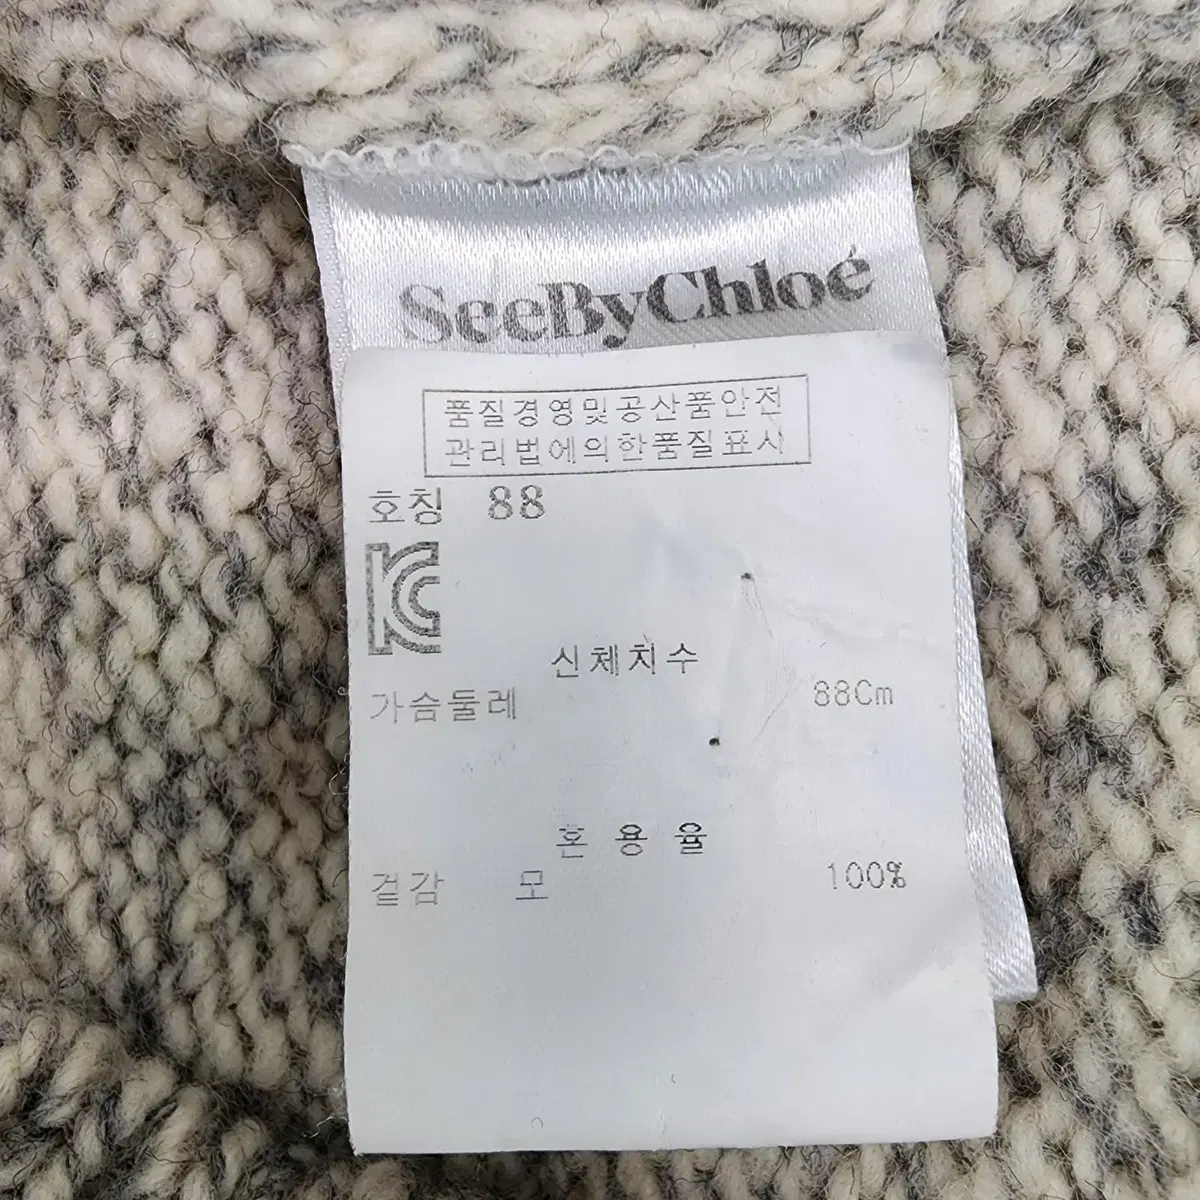 SeeByChloé
품질경영및공산품안전
관리법에의한품질표시
호칭 88
KC
신체치수
가슴둘레 88Cm
혼용율
겉감 모 100%